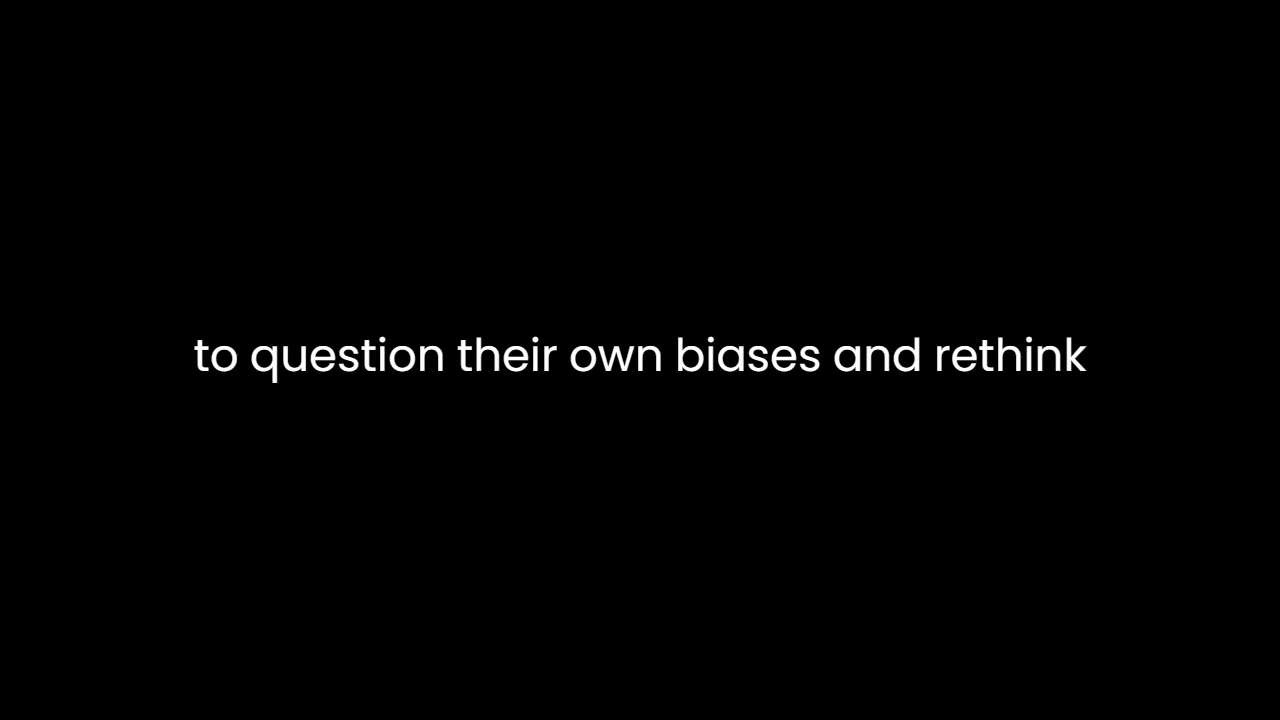 to question their own biases and rethink